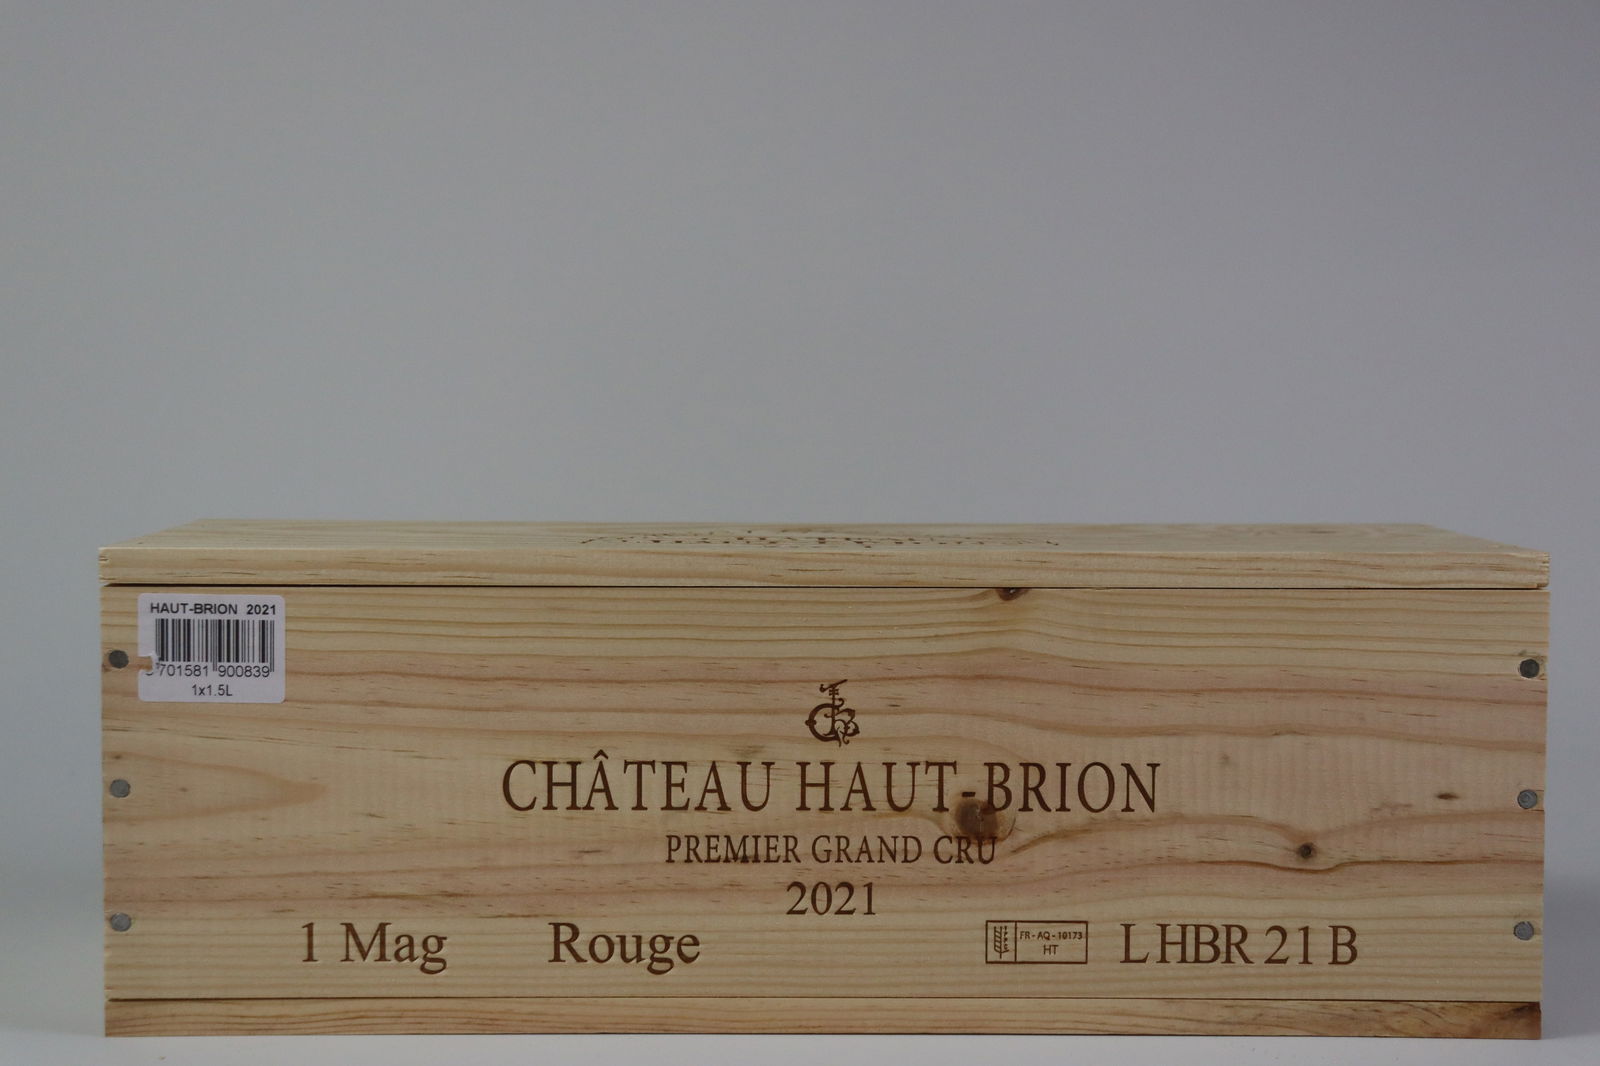 HAUT-BRION 2021
701581 900839
1x1.5L
CHÂTEAU HAUT-BRION
PREMIER GRAND CRU
2021
1 Mag Rouge
IPPC FR - AQ - 10173
HT
L HBR 21 B